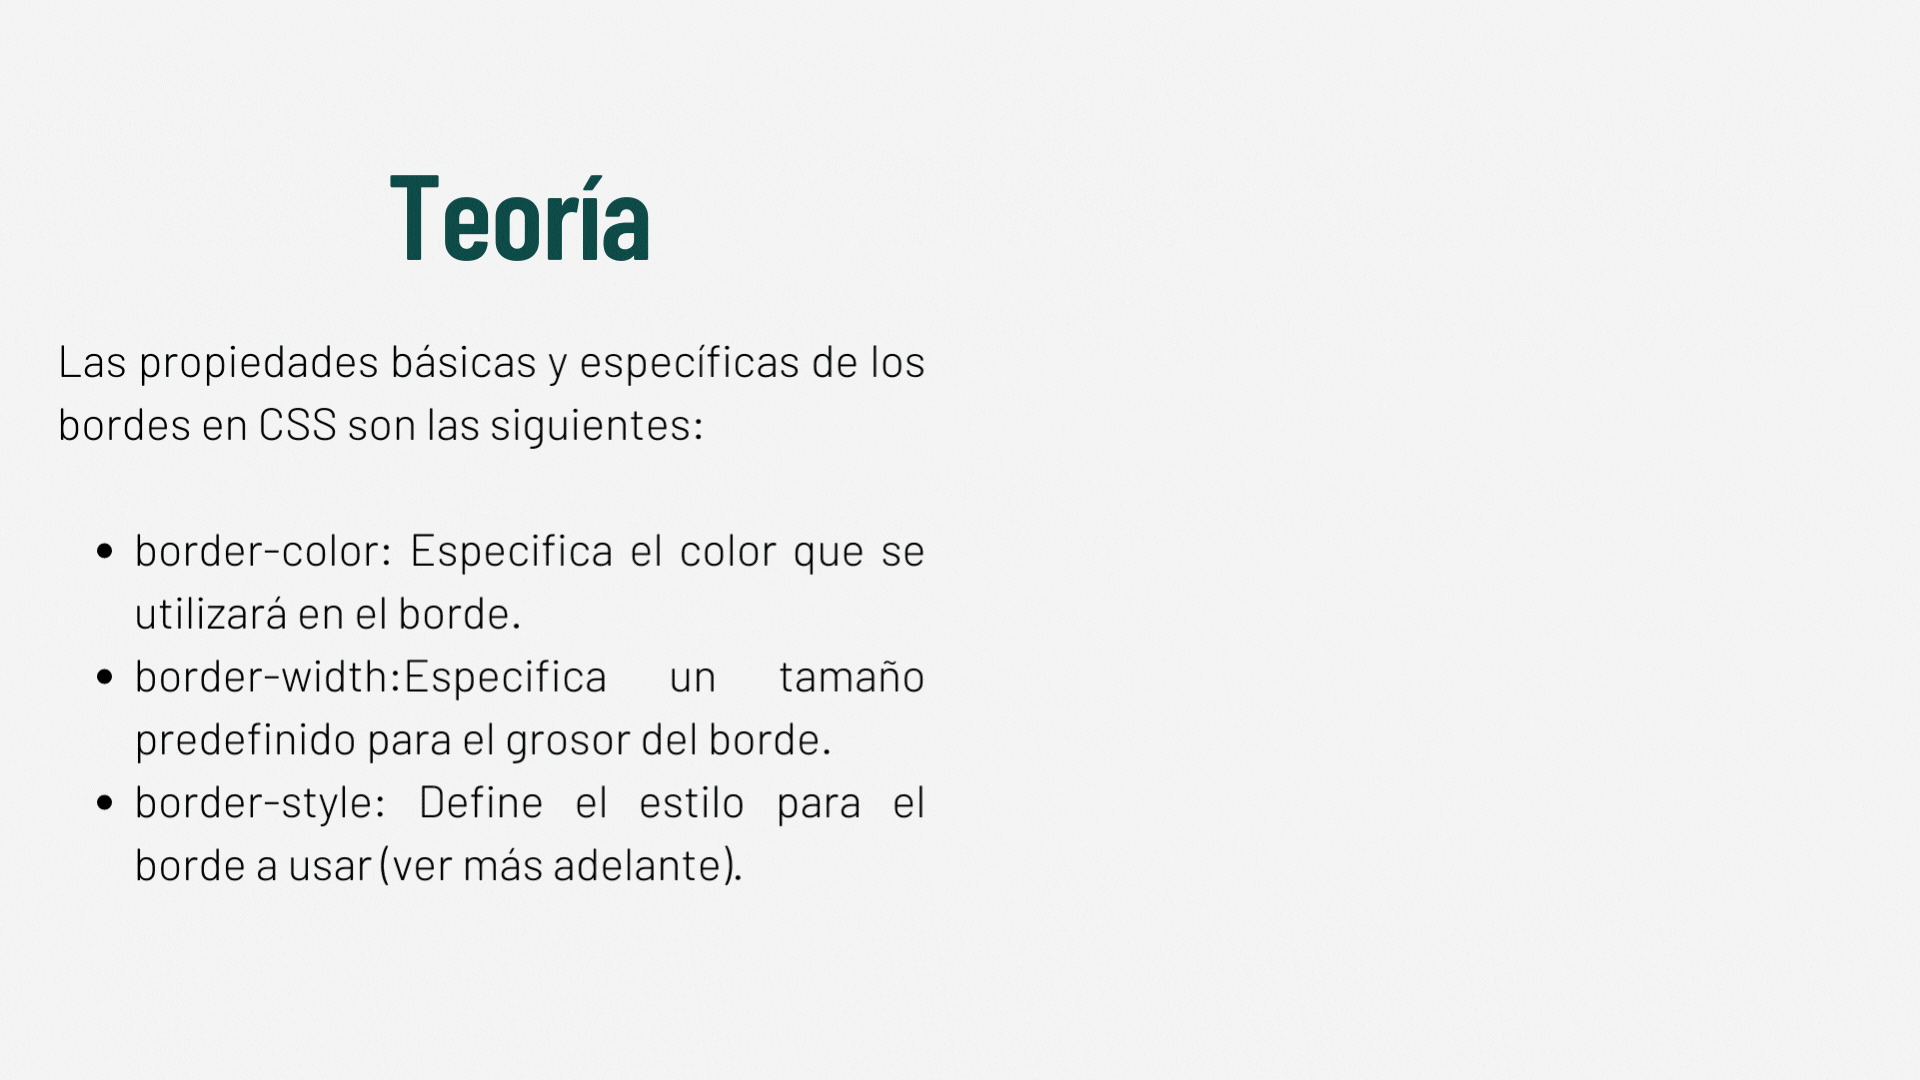 Teoría
Las propiedades básicas y específicas de los
bordes en CSS son las siguientes:
• border-color: Especifica el color que se
utilizará en el borde.
• border-width:Especifica un tamaño
predefinido para el grosor del borde.
• border-style: Define el estilo para el
borde a usar (ver más adelante).